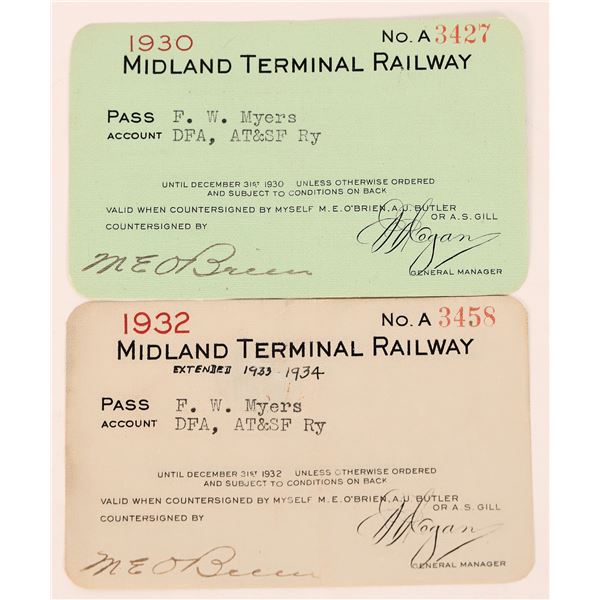 1930 No. A 3427
MIDLAND TERMINAL RAILWAY
PASS F. W. Myers
ACCOUNT DFA, AT&SF Ry
UNTIL DECEMBER 31ST 1930 UNLESS OTHERWISE ORDERED
AND SUBJECT TO CONDITIONS ON BACK
VALID WHEN COUNTERSIGNED BY MYSELF M.E.O'BRIEN, A.U. BUTLER
OR A.S. GILL
COUNTERSIGNED BY
M E O Brien
GENERAL MANAGER
1932 No. A 3458
MIDLAND TERMINAL RAILWAY
EXTENDED 1933-1934
PASS F. W. Myers
ACCOUNT DFA, AT&SF Ry
UNTIL DECEMBER 31ST 1932 UNLESS OTHERWISE ORDERED
AND SUBJECT TO CONDITIONS ON BACK
VALID WHEN COUNTERSIGNED BY MYSELF M.E. O'BRIEN, A.U. BUTLER
OR A.S. GILL
COUNTERSIGNED BY
M E O Brien
GENERAL MANAGER